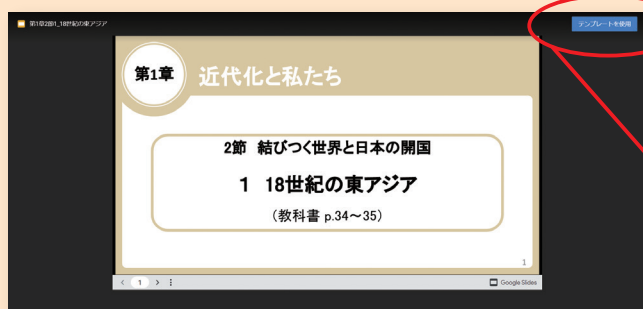 第1章2節1_18世紀の東アジア
テンプレートを使用
第1章
近代化と私たち
2節 結びつく世界と日本の開国
1 18世紀の東アジア
(教科書 p.34～35)
1
1
Google Slides